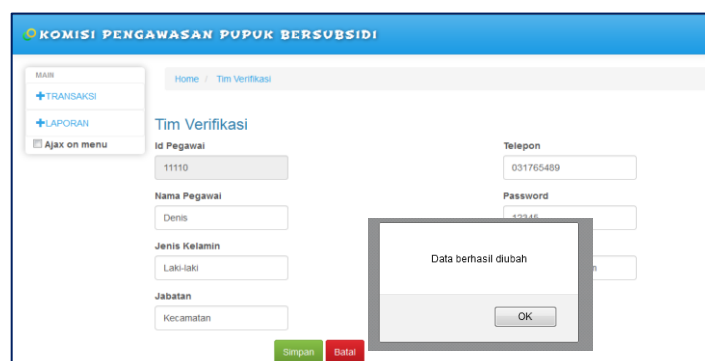 KOMISI PENGAWASAN PUPUK BERSUBSIDI
MAIN
TRANSAKSI
LAPORAN
Ajax on menu
Home / Tim Verifikasi
Tim Verifikasi
Id Pegawai
11110
Nama Pegawai
Denis
Jenis Kelamin
Laki-laki
Jabatan
Kecamatan
Telepon
031765489
Password
12345
Data berhasil diubah
OK
Simpan Batal